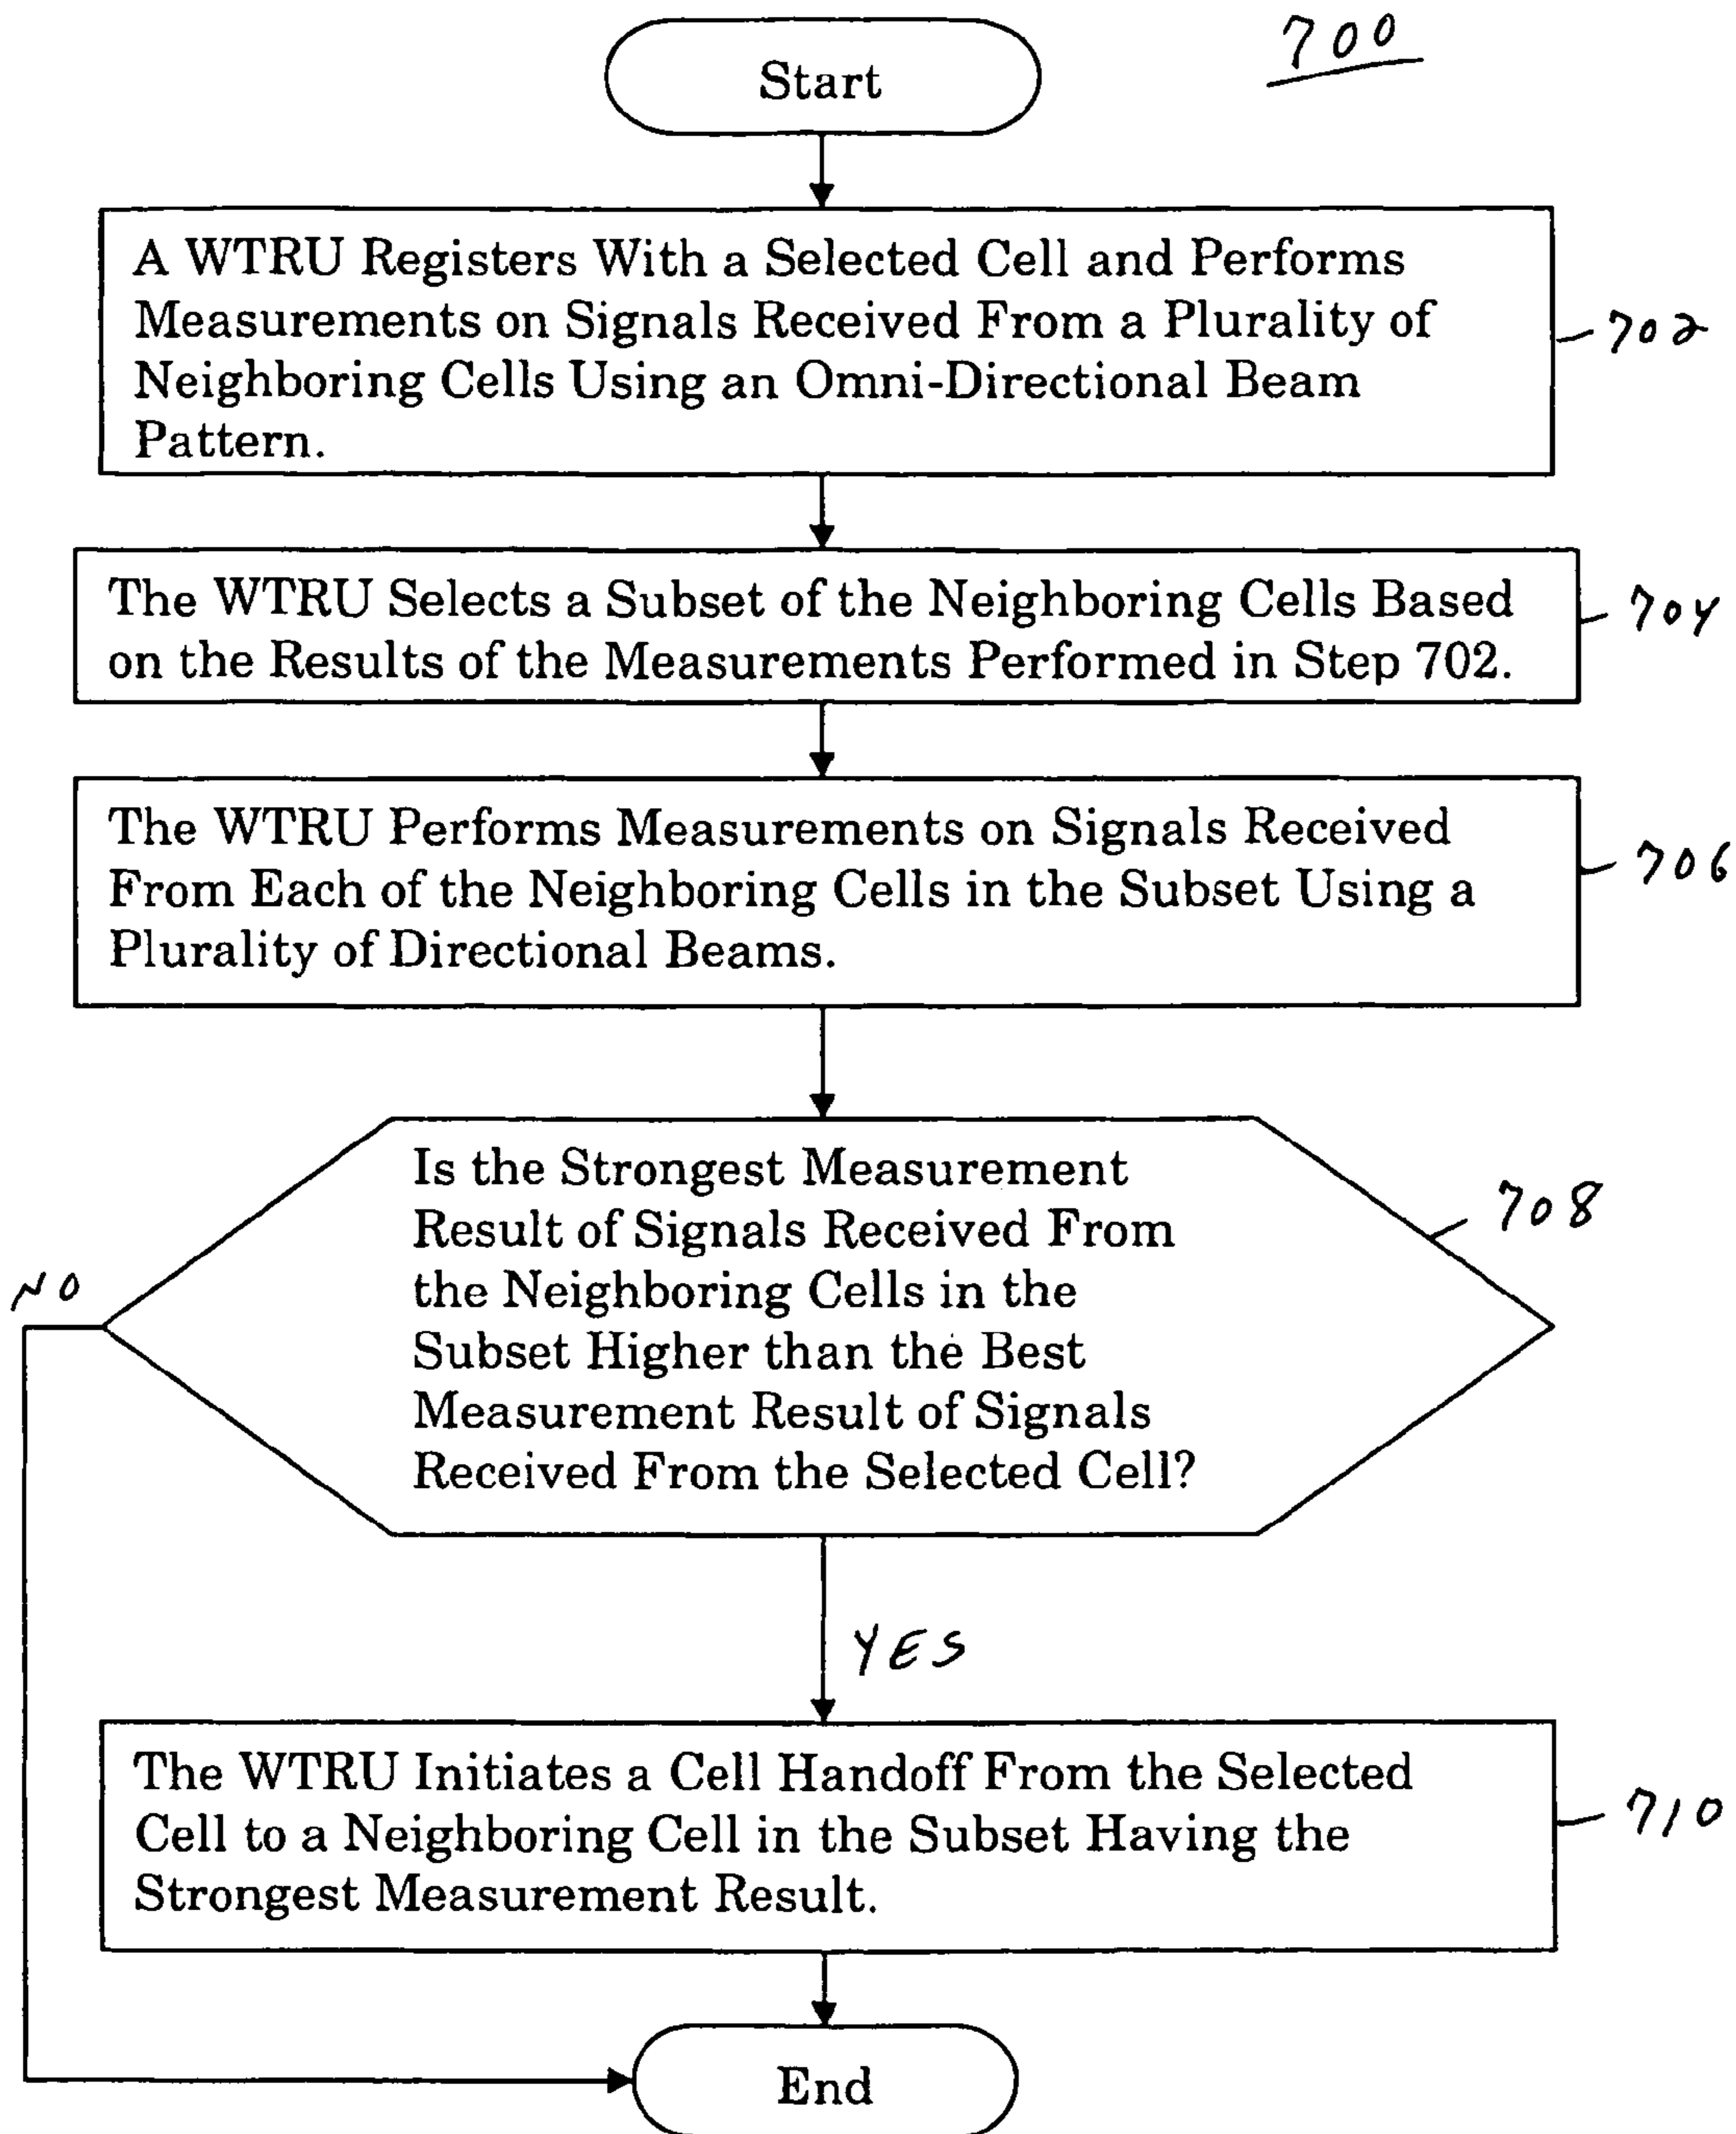 700
Start
A WTRU Registers With a Selected Cell and Performs
Measurements on Signals Received From a Plurality of
Neighboring Cells Using an Omni-Directional Beam
Pattern.
702
The WTRU Selects a Subset of the Neighboring Cells Based
on the Results of the Measurements Performed in Step 702.
704
The WTRU Performs Measurements on Signals Received
From Each of the Neighboring Cells in the Subset Using a
Plurality of Directional Beams.
706
Is the Strongest Measurement
Result of Signals Received From
the Neighboring Cells in the
Subset Higher than the Best
Measurement Result of Signals
Received From the Selected Cell?
708
NO
YES
The WTRU Initiates a Cell Handoff From the Selected
Cell to a Neighboring Cell in the Subset Having the
Strongest Measurement Result.
710
End